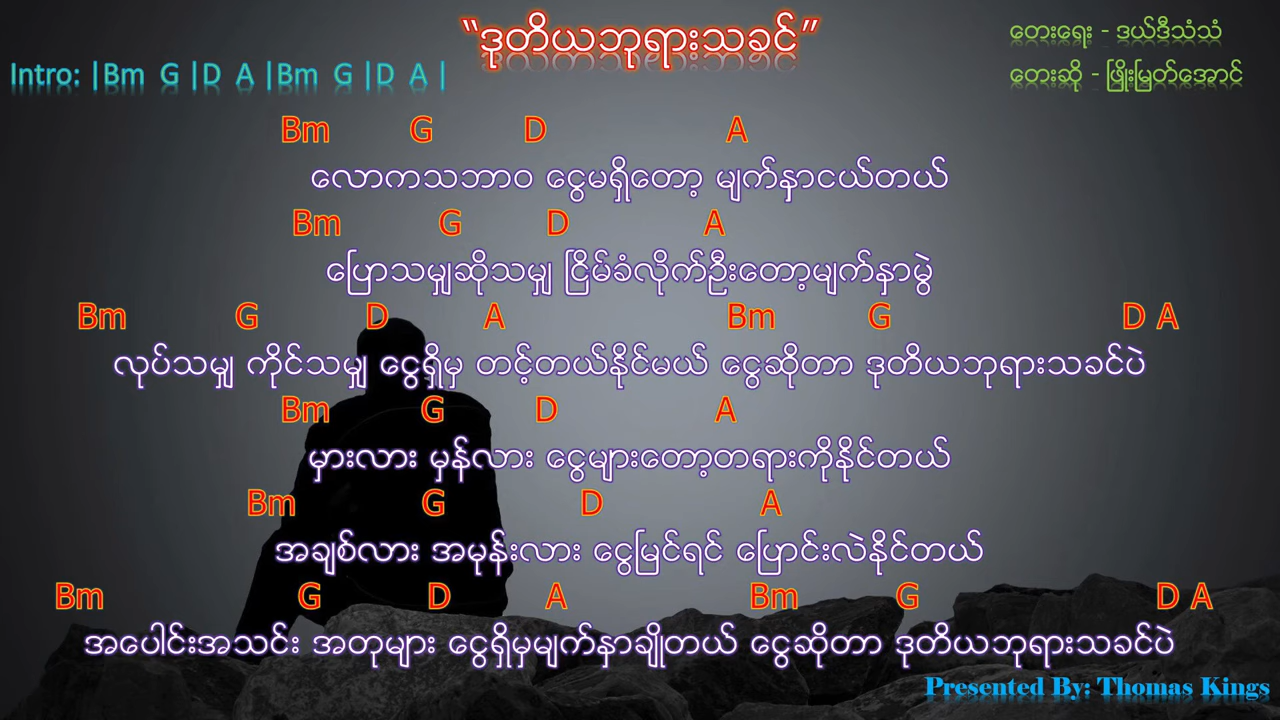 “ဒုတိယဘုရားသခင်”
တေးရေး - ဒယ်ဒီသံသံ
Intro: |Bm G |D A |Bm G |D A |
တေးဆို - ဖြိုးမြတ်အောင်
Bm G D A
လောကသဘာဝ ငွေမရှိတော့ မျက်နှာငယ်တယ်
Bm G D A
ပြောသမျှဆိုသမျှ ငြိမ်ခံလိုက်ဦးတော့မျက်နှာမွဲ
Bm G D A Bm G D A
လုပ်သမျှ ကိုင်သမျှ ငွေရှိမှ တင့်တယ်နိုင်မယ် ငွေဆိုတာ ဒုတိယဘုရားသခင်ပဲ
Bm G D A
မှားလား မှန်လား ငွေများတော့တရားကိုနိုင်တယ်
Bm G D A
အချစ်လား အမုန်းလား ငွေမြင်ရင် ပြောင်းလဲနိုင်တယ်
Bm G D A Bm G D A
အပေါင်းအသင်း အတုများ ငွေရှိမှမျက်နှာချိုတယ် ငွေဆိုတာ ဒုတိယဘုရားသခင်ပဲ
Presented By: Thomas Kings